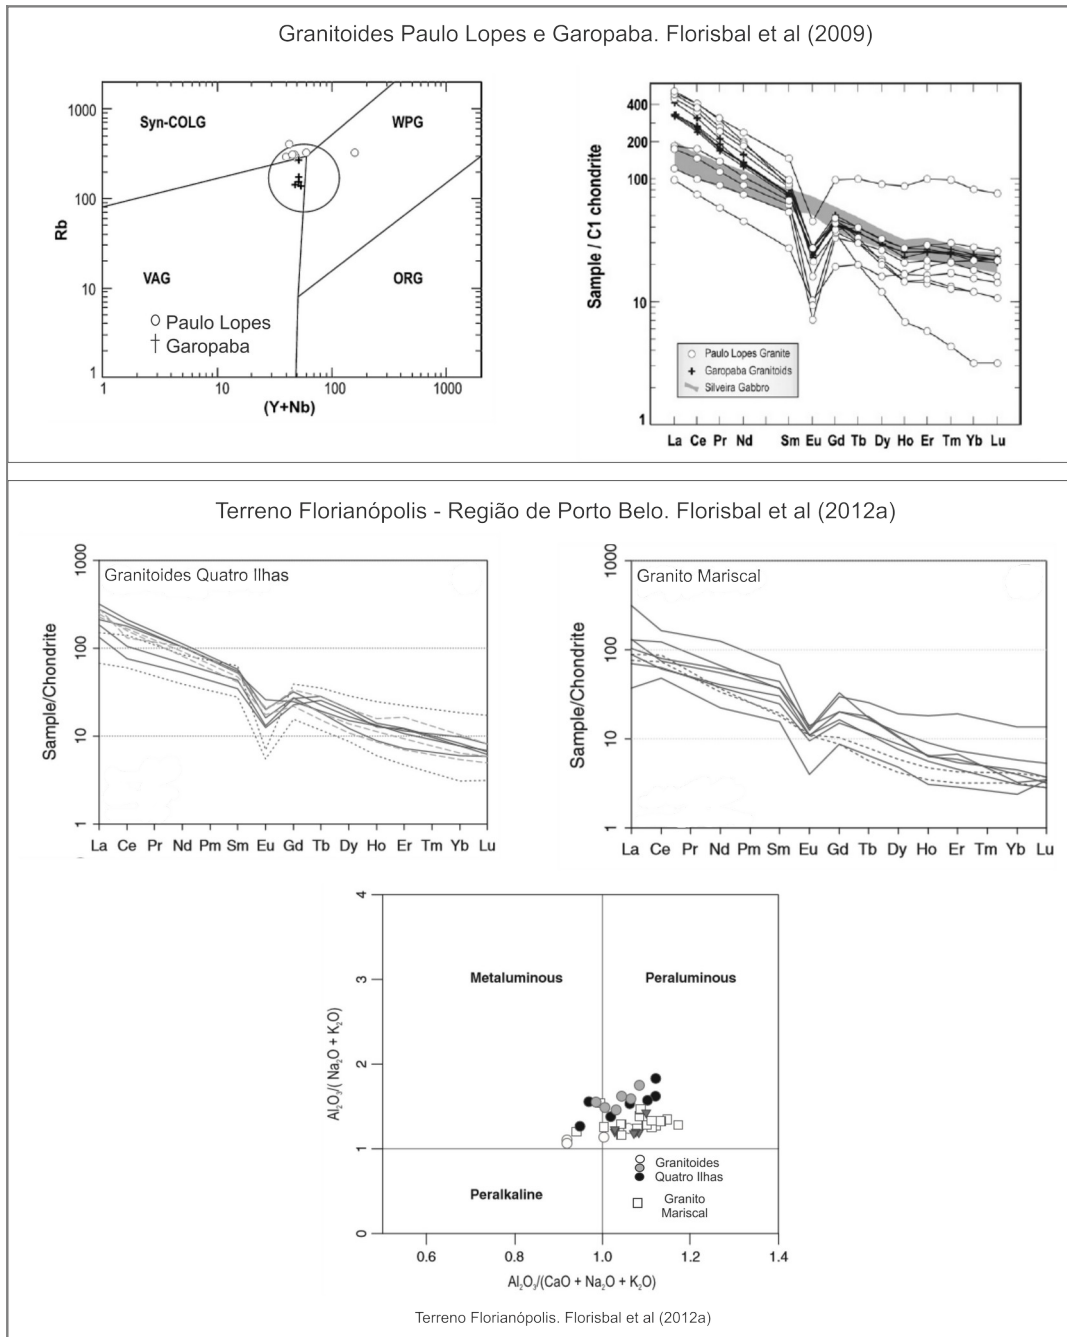 Granitoides Paulo Lopes e Garopaba. Florisbal et al (2009)
1000
Syn-COLG
WPG
100
Rb
VAG
ORG
10
Paulo Lopes
Garopaba
1
1
10
100
1000
(Y+Nb)
400
200
100
Sample / C1 chondrite
10
Paulo Lopes Granite
Garopaba Granitoids
Silveira Gabbro
1
La Ce Pr Nd Sm Eu Gd Tb Dy Ho Er Tm Yb Lu
Terreno Florianópolis - Região de Porto Belo. Florisbal et al (2012a)
1000
Granitoides Quatro Ilhas
100
Sample/Chondrite
10
1
La Ce Pr Nd Pm Sm Eu Gd Tb Dy Ho Er Tm Yb Lu
1000
Granito Mariscal
100
Sample/Chondrite
10
1
La Ce Pr Nd Pm Sm Eu Gd Tb Dy Ho Er Tm Yb Lu
4
Metaluminous
Peraluminous
3
Al₂O₃/( Na₂O + K₂O)
2
1
Granitoides
Quatro Ilhas
Peralkaline
Granito
Mariscal
0
0.6
0.8
1.0
1.2
1.4
Al₂O₃/(CaO + Na₂O + K₂O)
Terreno Florianópolis. Florisbal et al (2012a)